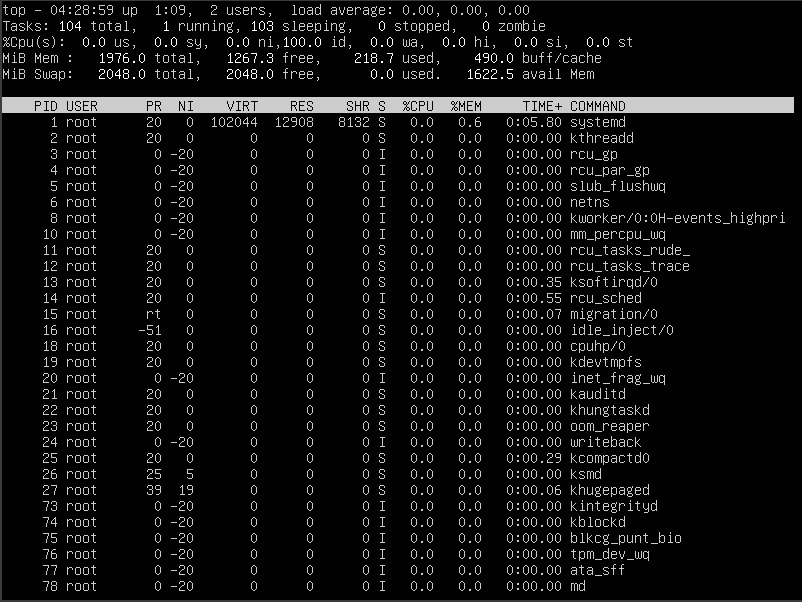 top - 04:28:59 up  1:09,  2 users,  load average: 0.00, 0.00, 0.00
Tasks: 104 total,   1 running, 103 sleeping,   0 stopped,   0 zombie
%Cpu(s):  0.0 us,  0.0 sy,  0.0 ni,100.0 id,  0.0 wa,  0.0 hi,  0.0 si,  0.0 st
MiB Mem :   1976.0 total,   1267.3 free,    218.7 used,    490.0 buff/cache
MiB Swap:   2048.0 total,   2048.0 free,      0.0 used.   1622.5 avail Mem
PID USER      PR  NI    VIRT    RES    SHR S  %CPU  %MEM     TIME+ COMMAND
1 root      20   0  102044  12908   8132 S   0.0   0.6   0:05.80 systemd
2 root      20   0       0      0      0 S   0.0   0.0   0:00.00 kthreadd
3 root       0 -20       0      0      0 I   0.0   0.0   0:00.00 rcu_gp
4 root       0 -20       0      0      0 I   0.0   0.0   0:00.00 rcu_par_gp
5 root       0 -20       0      0      0 I   0.0   0.0   0:00.00 slub_flushwq
6 root       0 -20       0      0      0 I   0.0   0.0   0:00.00 netns
8 root       0 -20       0      0      0 I   0.0   0.0   0:00.00 kworker/0:0H-events_highpri
10 root       0 -20       0      0      0 I   0.0   0.0   0:00.00 mm_percpu_wq
11 root      20   0       0      0      0 S   0.0   0.0   0:00.00 rcu_tasks_rude_
12 root      20   0       0      0      0 S   0.0   0.0   0:00.00 rcu_tasks_trace
13 root      20   0       0      0      0 S   0.0   0.0   0:00.35 ksoftirqd/0
14 root      20   0       0      0      0 I   0.0   0.0   0:00.55 rcu_sched
15 root      rt   0       0      0      0 S   0.0   0.0   0:00.07 migration/0
16 root     -51   0       0      0      0 S   0.0   0.0   0:00.00 idle_inject/0
18 root      20   0       0      0      0 S   0.0   0.0   0:00.00 cpuhp/0
19 root      20   0       0      0      0 S   0.0   0.0   0:00.00 kdevtmpfs
20 root       0 -20       0      0      0 I   0.0   0.0   0:00.00 inet_frag_wq
21 root      20   0       0      0      0 S   0.0   0.0   0:00.00 kauditd
22 root      20   0       0      0      0 S   0.0   0.0   0:00.00 khungtaskd
23 root      20   0       0      0      0 S   0.0   0.0   0:00.00 oom_reaper
24 root       0 -20       0      0      0 I   0.0   0.0   0:00.00 writeback
25 root      20   0       0      0      0 S   0.0   0.0   0:00.29 kcompactd0
26 root      25   5       0      0      0 S   0.0   0.0   0:00.00 ksmd
27 root      39  19       0      0      0 S   0.0   0.0   0:00.06 khugepaged
73 root       0 -20       0      0      0 I   0.0   0.0   0:00.00 kintegrityd
74 root       0 -20       0      0      0 I   0.0   0.0   0:00.00 kblockd
75 root       0 -20       0      0      0 I   0.0   0.0   0:00.00 blkcg_punt_bio
76 root       0 -20       0      0      0 I   0.0   0.0   0:00.00 tpm_dev_wq
77 root       0 -20       0      0      0 I   0.0   0.0   0:00.00 ata_sff
78 root       0 -20       0      0      0 I   0.0   0.0   0:00.00 md